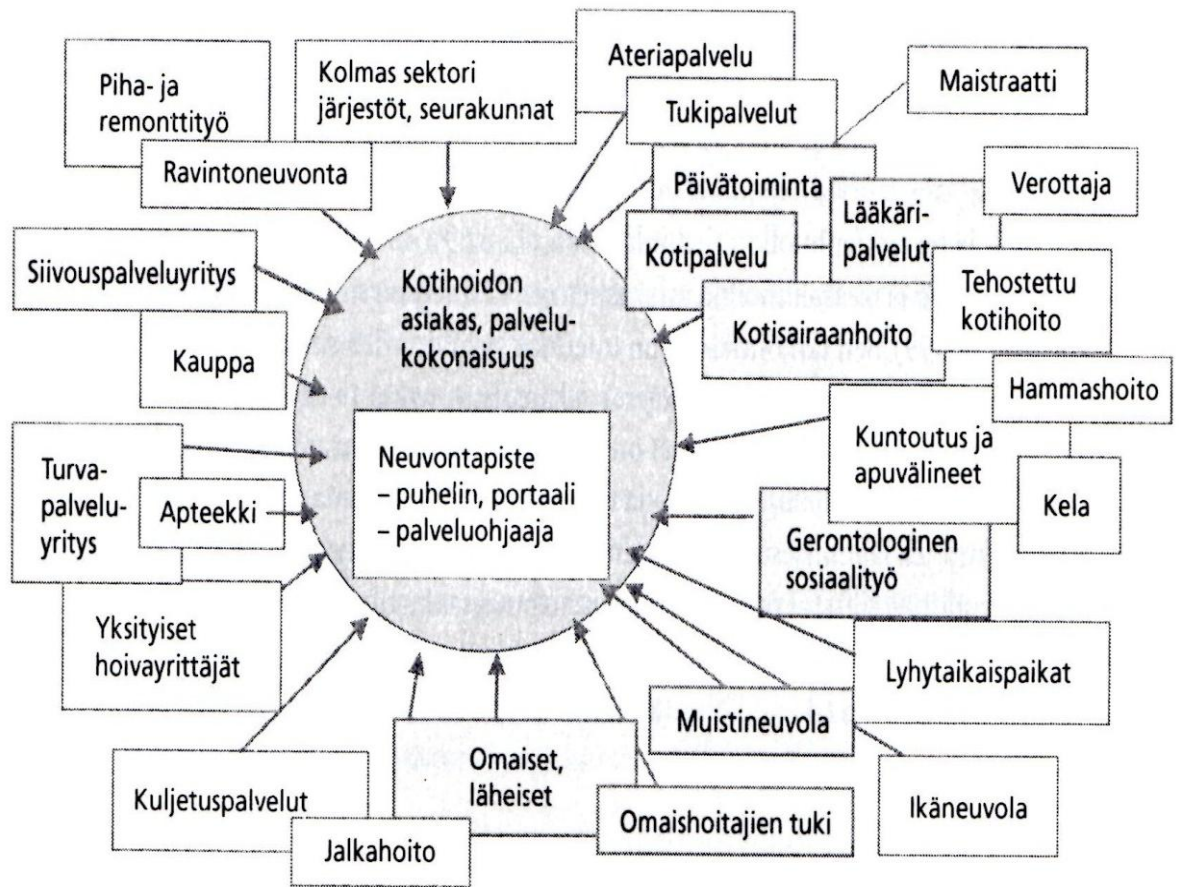 Piha- ja
remonttityö
Kolmas sektori
järjestöt, seurakunnat
Ateriapalvelu
Tukipalvelut
Maistraatti
Ravintoneuvonta
Päivätoiminta
Verottaja
Lääkäri-
palvelut
Kotipalvelu
Siivouspalveluyritys
Kotihoidon
asiakas, palvelu-
kokonaisuus
Tehostettu
kotihoito
Kotisairaanhoito
Kauppa
Hammashoito
Kuntoutus ja
apuvälineet
Neuvontapiste
– puhelin, portaali
– palveluohjaaja
Turva-
palvelu-
yritys
Apteekki
Kela
Gerontologinen
sosiaalityö
Yksityiset
hoivayrittäjät
Lyhytaikaispaikat
Muistineuvola
Omaiset,
läheiset
Kuljetuspalvelut
Ikäneuvola
Omaishoitajien tuki
Jalkahoito